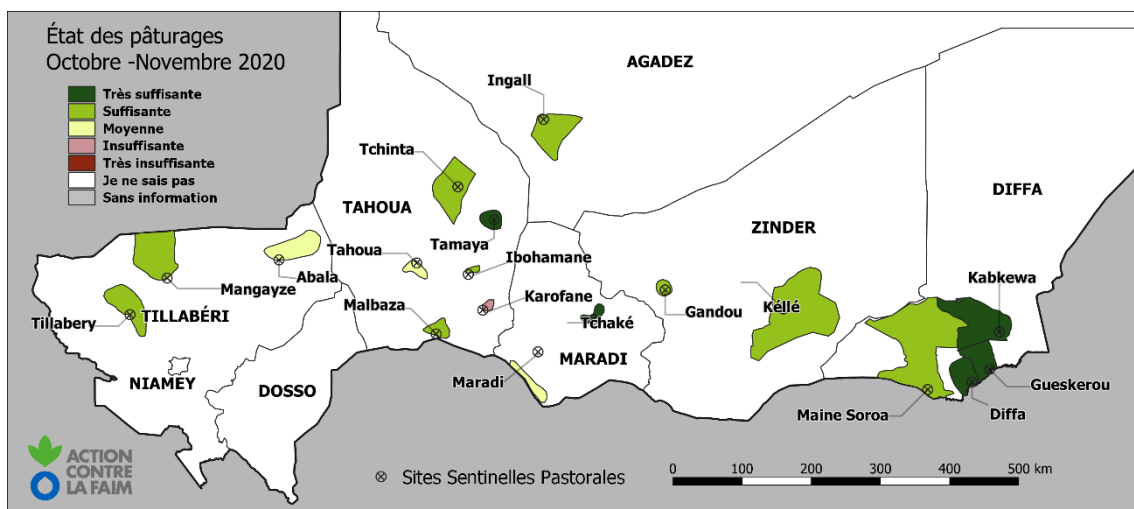 État des pâturages
Octobre -Novembre 2020
Très suffisante
Suffisante
Moyenne
Insuffisante
Très insuffisante
Je ne sais pas
Sans information
AGADEZ
Ingall
Tchinta
DIFFA
TAHOUA
ZINDER
Tamaya
Tahoua
Ibohamane
Abala
Mangayze
Kabkewa
Karofane
Malbaza
Gandou
Kéllé
Tillabery
TILLABÉRI
Tchaké
MARADI
Maradi
NIAMEY
DOSSO
Gueskerou
Maine Soroa
Diffa
ACTION
CONTRE
LA FAIM
Sites Sentinelles Pastorales
0 100 200 300 400 500 km